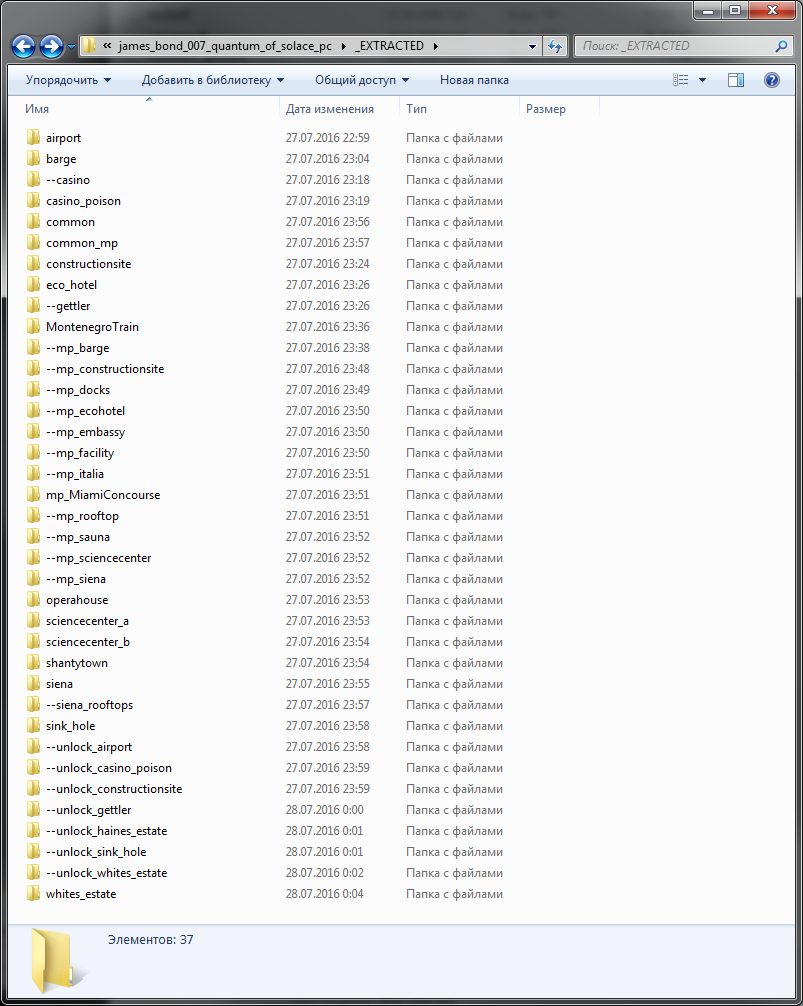 « james_bond_007_quantum_of_solace_pc ▸ _EXTRACTED ▸ Поиск: _EXTRACTED
Упорядочить Добавить в библиотеку Общий доступ Новая папка
Имя Дата изменения Тип Размер
airport 27.07.2016 22:59 Папка с файлами
barge 27.07.2016 23:04 Папка с файлами
--casino 27.07.2016 23:18 Папка с файлами
casino_poison 27.07.2016 23:19 Папка с файлами
common 27.07.2016 23:56 Папка с файлами
common_mp 27.07.2016 23:57 Папка с файлами
constructionsite 27.07.2016 23:24 Папка с файлами
eco_hotel 27.07.2016 23:26 Папка с файлами
--gettler 27.07.2016 23:26 Папка с файлами
MontenegroTrain 27.07.2016 23:36 Папка с файлами
--mp_barge 27.07.2016 23:38 Папка с файлами
--mp_constructionsite 27.07.2016 23:48 Папка с файлами
--mp_docks 27.07.2016 23:49 Папка с файлами
--mp_ecohotel 27.07.2016 23:50 Папка с файлами
--mp_embassy 27.07.2016 23:50 Папка с файлами
--mp_facility 27.07.2016 23:50 Папка с файлами
--mp_italia 27.07.2016 23:51 Папка с файлами
mp_MiamiConcourse 27.07.2016 23:51 Папка с файлами
--mp_rooftop 27.07.2016 23:51 Папка с файлами
--mp_sauna 27.07.2016 23:52 Папка с файлами
--mp_sciencecenter 27.07.2016 23:52 Папка с файлами
--mp_siena 27.07.2016 23:52 Папка с файлами
operahouse 27.07.2016 23:53 Папка с файлами
sciencecenter_a 27.07.2016 23:53 Папка с файлами
sciencecenter_b 27.07.2016 23:54 Папка с файлами
shantytown 27.07.2016 23:54 Папка с файлами
siena 27.07.2016 23:55 Папка с файлами
--siena_rooftops 27.07.2016 23:57 Папка с файлами
sink_hole 27.07.2016 23:58 Папка с файлами
--unlock_airport 27.07.2016 23:58 Папка с файлами
--unlock_casino_poison 27.07.2016 23:59 Папка с файлами
--unlock_constructionsite 27.07.2016 23:59 Папка с файлами
--unlock_gettler 28.07.2016 0:00 Папка с файлами
--unlock_haines_estate 28.07.2016 0:01 Папка с файлами
--unlock_sink_hole 28.07.2016 0:01 Папка с файлами
--unlock_whites_estate 28.07.2016 0:02 Папка с файлами
whites_estate 28.07.2016 0:04 Папка с файлами
Элементов: 37